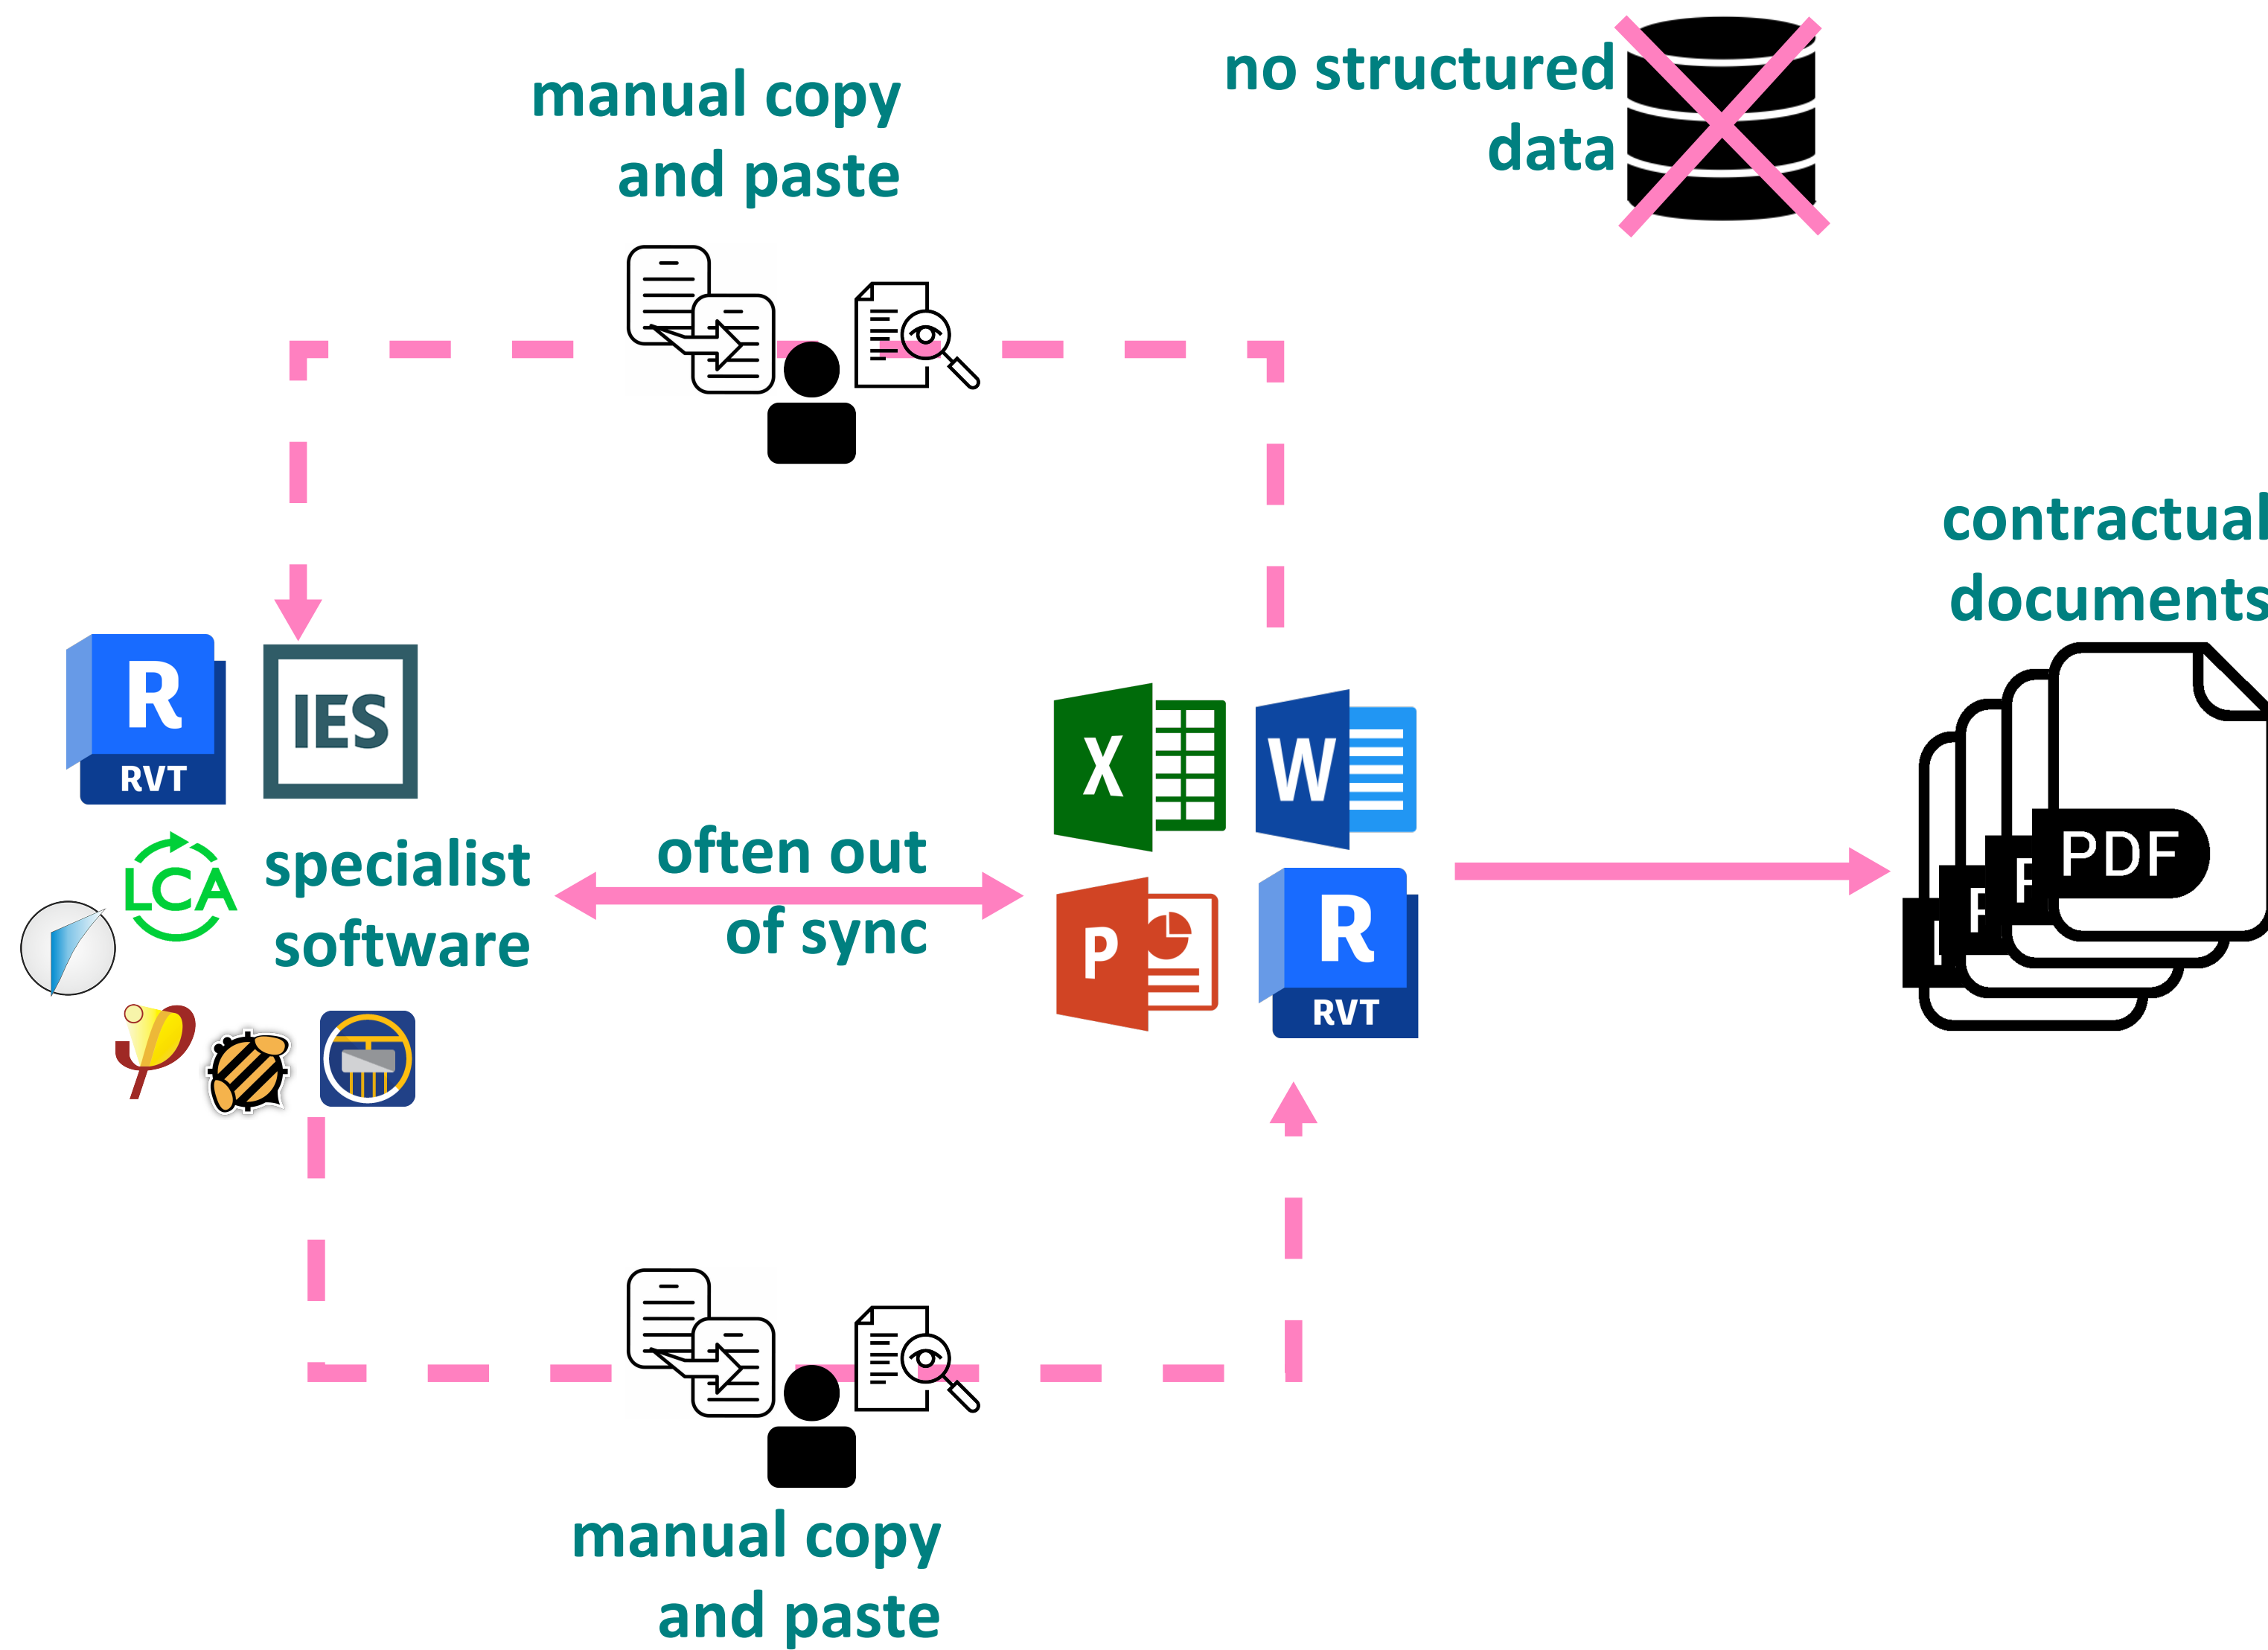 manual copy
and paste
no structured
data
contractual
documents
R
RVT
IES
LCA
specialist
software
often out
of sync
X
W
P
R
RVT
PDF
manual copy
and paste